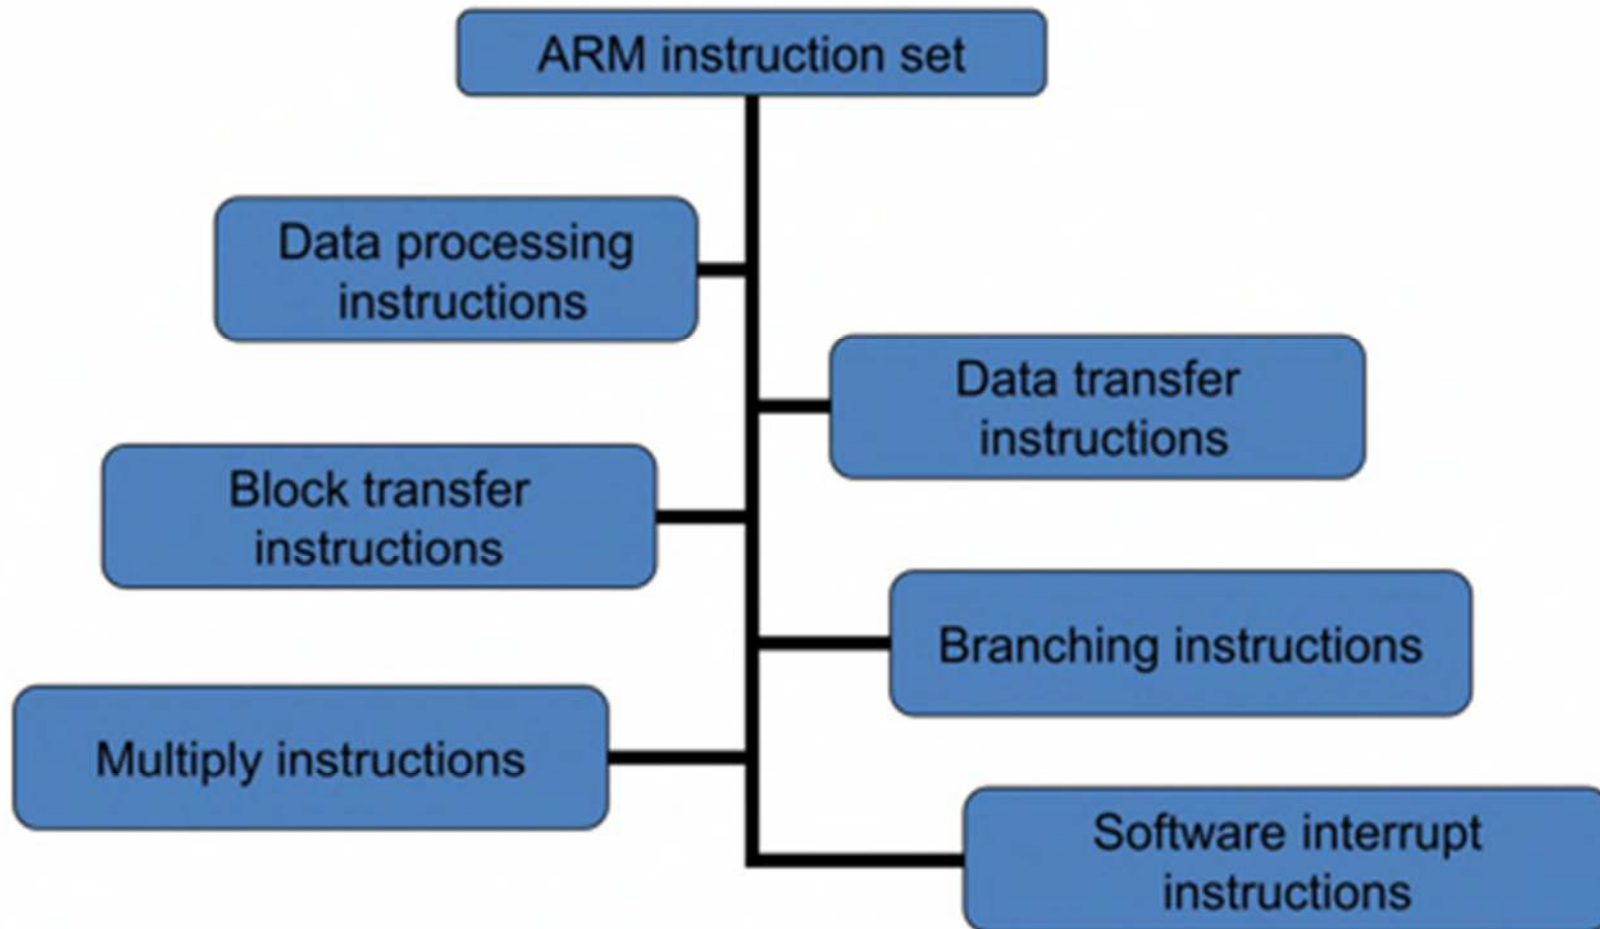 ARM instruction set
Data processing
instructions
Data transfer
instructions
Block transfer
instructions
Branching instructions
Multiply instructions
Software interrupt
instructions